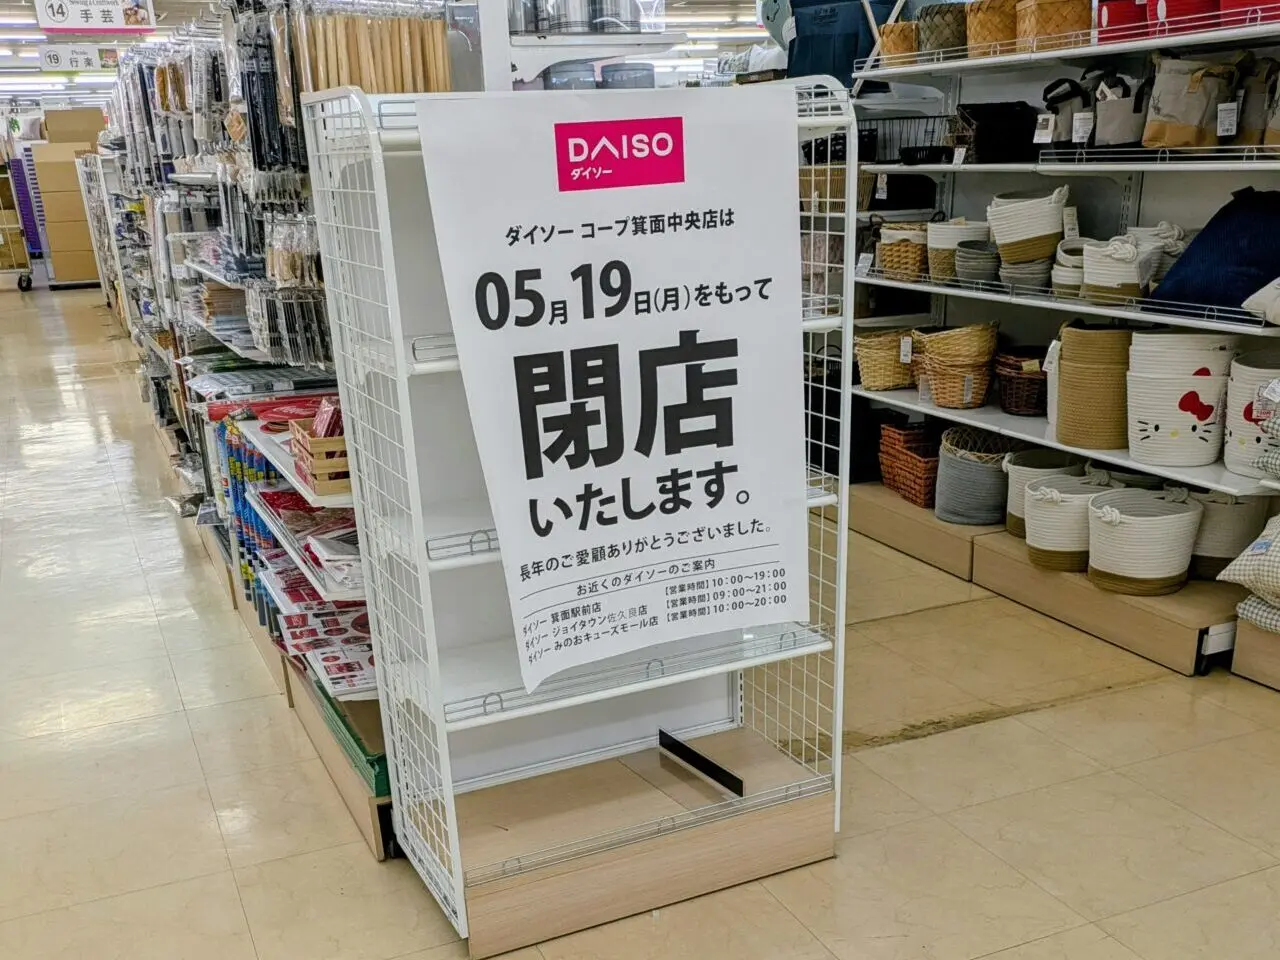 14
Sewing & Craftwork
手芸
19
Picnic
行楽
DAISO
ダイソー
ダイソー コープ箕面中央店は
05月19日(月)をもって
閉店
いたします。
長年のご愛顧ありがとうございました。
お近くのダイソーのご案内
ダイソー 箕面駅前店 【営業時間】10:00〜19:00
ダイソー ジョイタウン佐久良店 【営業時間】09:00〜21:00
ダイソー みのおキューズモール店 【営業時間】10:00〜20:00